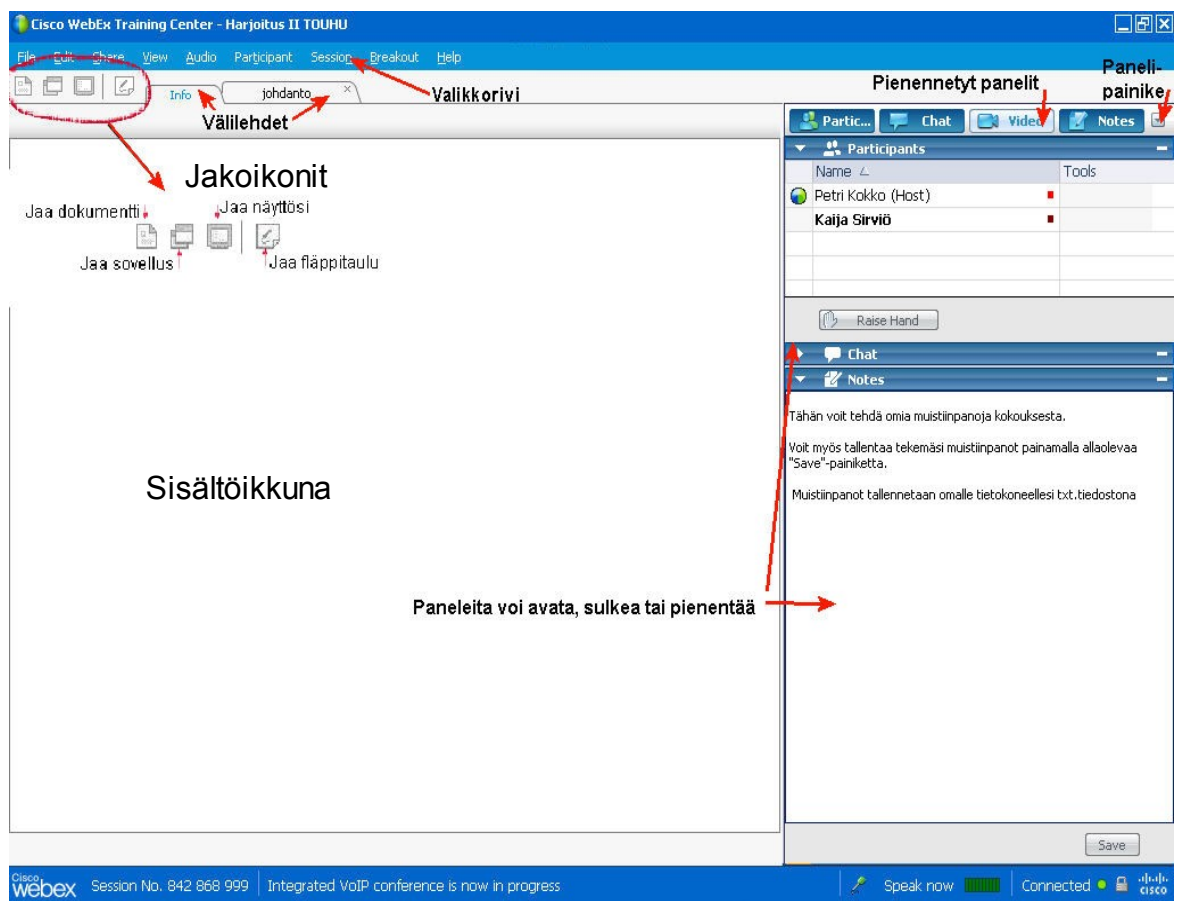 Cisco WebEx Training Center - Harjoitus II TOUHU
File Edit Share View Audio Participant Session Breakout Help
Info
johdanto
Valikkorivi
Välilehdet
Pienennetyt panelit
Paneli-
painike
Partic... Chat Video Notes
Participants
Name Tools
Petri Kokko (Host)
Kaija Sirviö
Raise Hand
Jakoikonit
Jaa dokumentti
Jaa näyttösi
Jaa sovellus
Jaa fläppitaulu
Chat
Notes
Tähän voit tehdä omia muistiinpanoja kokouksesta.
Voit myös tallentaa tekemäsi muistiinpanot painamalla allaolevaa
"Save"-painiketta.
Muistiinpanot tallennetaan omalle tietokoneellesi txt.tiedostona
Sisältöikkuna
Paneleita voi avata, sulkea tai pienentää
Save
Cisco
webex
Session No. 842 868 999
Integrated VoIP conference is now in progress
Speak now
Connected
cisco